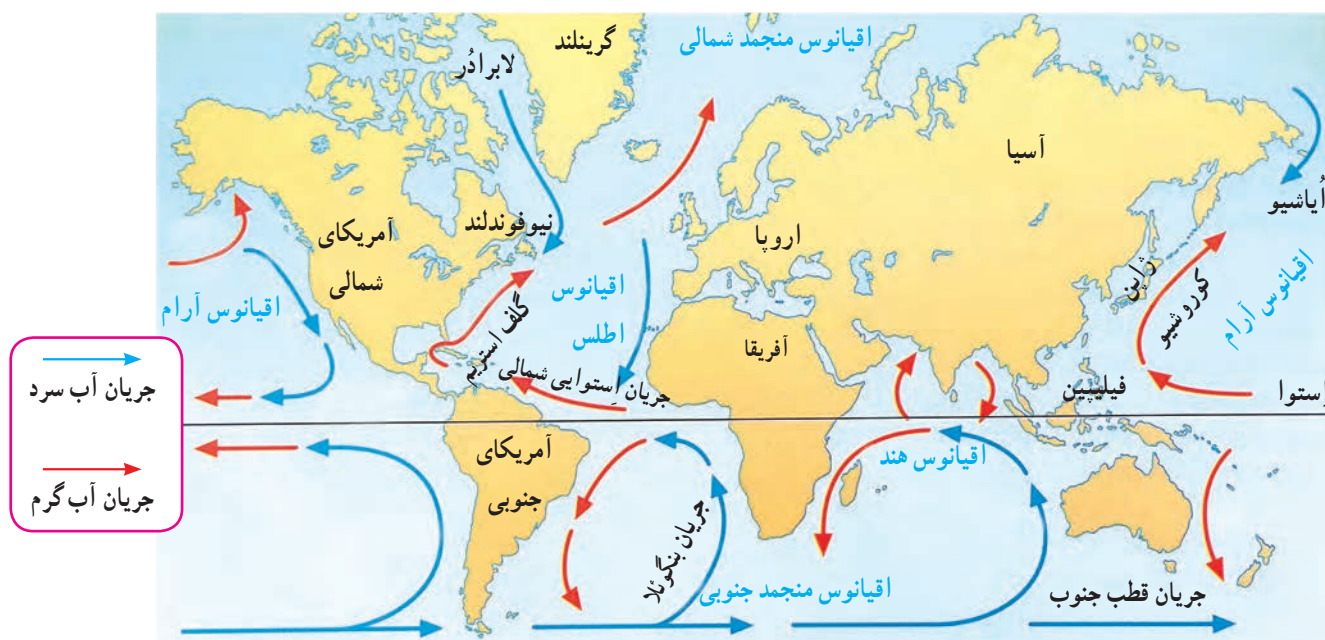 اقیانوس منجمد شمالی
گرینلند
لابرادُر
آسیا
اُیاشیو
نیوفوندلند
آمریکای
شمالی
اروپا
اقیانوس
اطلس
اقیانوس آرام
گلف استریم
ژاپن
کوروشیو
اقیانوس آرام
آفریقا
جریان اِستوایی شمالی
فیلیپین
استوا
جریان آب سرد
جریان آب گرم
آمریکای
جنوبی
اقیانوس هند
جریان بنگوئلا
اقیانوس منجمد جنوبی
جریان قطب جنوب